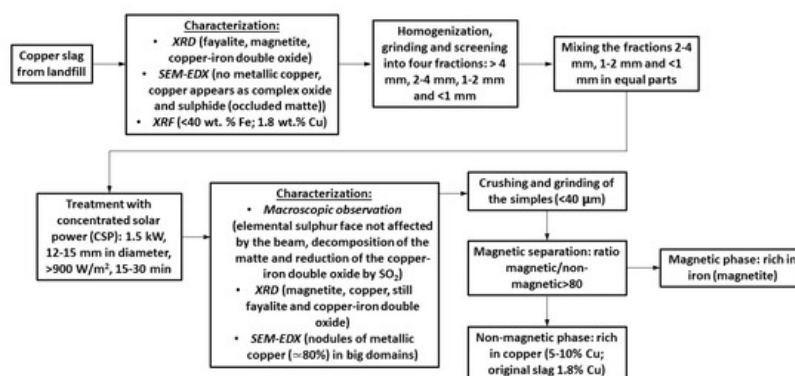 Copper slag
from landfill
Characterization:
• XRD (fayalite, magnetite,
copper-iron double oxide)
• SEM-EDX (no metallic copper,
copper appears as complex oxide
and sulphide (occluded matte))
• XRF (<40 wt. % Fe; 1.8 wt.% Cu)
Homogenization,
grinding and screening
into four fractions: > 4
mm, 2-4 mm, 1-2 mm
and <1 mm
Mixing the fractions 2-4
mm, 1-2 mm and <1
mm in equal parts
Treatment with
concentrated solar
power (CSP): 1.5 kW,
12-15 mm in diameter,
>900 W/m², 15-30 min
Characterization:
• Macroscopic observation
(elemental sulphur face not affected
by the beam, decomposition of the
matte and reduction of the copper-
iron double oxide by SO₂)
• XRD (magnetite, copper, still
fayalite and copper-iron double
oxide)
• SEM-EDX (nodules of metallic
copper (≃80%) in big domains)
Crushing and grinding
of the simples (<40 μm)
Magnetic separation: ratio
magnetic/non-
magnetic>80
Magnetic phase: rich in
iron (magnetite)
Non-magnetic phase: rich
in copper (5-10% Cu;
original slag 1.8% Cu)